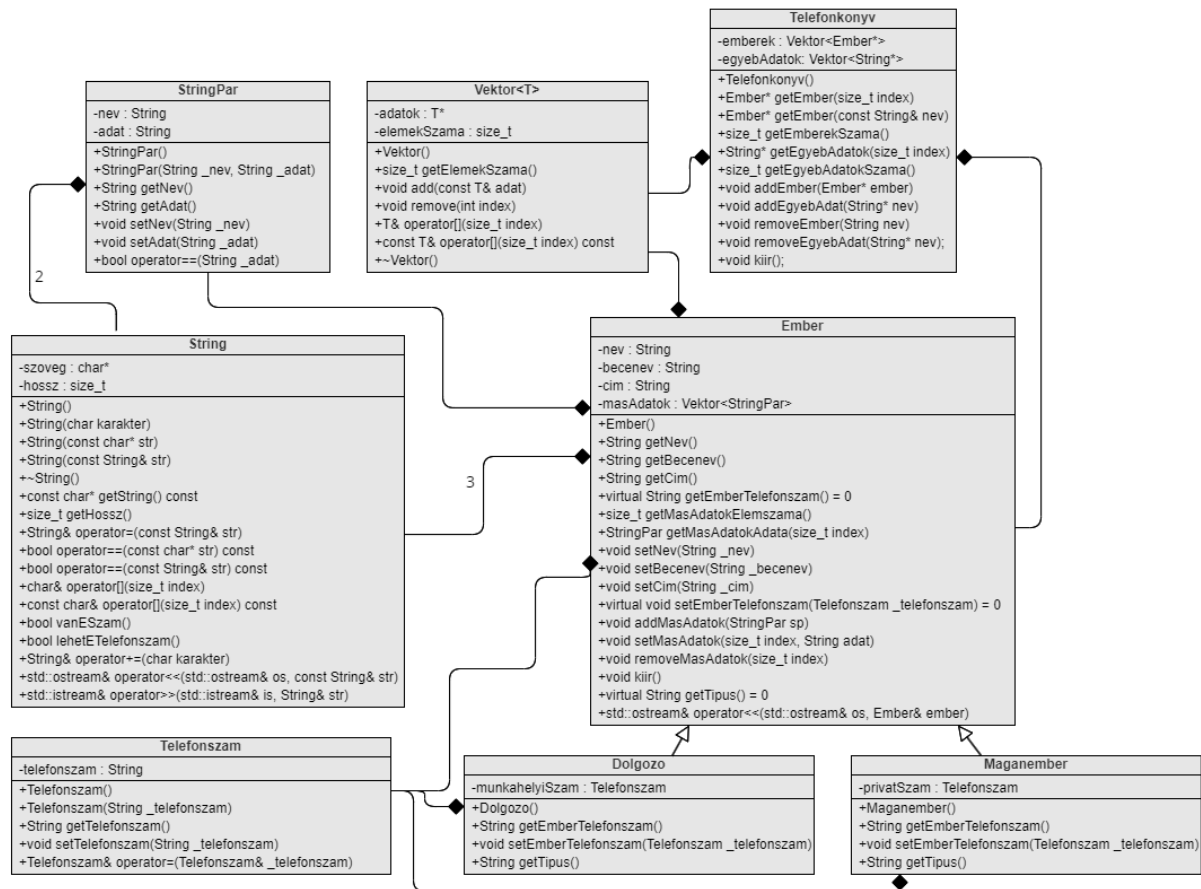 Telefonkonyv
-emberek : Vektor<Ember*>
-egyebAdatok: Vektor<String*>
+Telefonkonyv()
+Ember* getEmber(size_t index)
+Ember* getEmber(const String& nev)
+size_t getEmberekSzama()
+String* getEgyebAdatok(size_t index)
+size_t getEgyebAdatokSzama()
+void addEmber(Ember* ember)
+void addEgyebAdat(String* nev)
+void removeEmber(String nev)
+void removeEgyebAdat(String* nev);
+void kiir();
StringPar
-nev : String
-adat : String
+StringPar()
+StringPar(String _nev, String _adat)
+String getNev()
+String getAdat()
+void setNev(String _nev)
+void setAdat(String _adat)
+bool operator==(String _adat)
Vektor<T>
-adatok : T*
-elemekSzama : size_t
+Vektor()
+size_t getElemekSzama()
+void add(const T& adat)
+void remove(int index)
+T& operator[](size_t index)
+const T& operator[](size_t index) const
+~Vektor()
2
String
-szoveg : char*
-hossz : size_t
+String()
+String(char karakter)
+String(const char* str)
+String(const String& str)
+~String()
+const char* getString() const
+size_t getHossz()
+String& operator=(const String& str)
+bool operator==(const char* str) const
+bool operator==(const String& str) const
+char& operator[](size_t index)
+const char& operator[](size_t index) const
+bool vanESzam()
+bool lehetETelefonszam()
+String& operator+=(char karakter)
+std::ostream& operator<<(std::ostream& os, const String& str)
+std::istream& operator>>(std::istream& is, String& str)
3
Ember
-nev : String
-becenev : String
-cim : String
-masAdatok : Vektor<StringPar>
+Ember()
+String getNev()
+String getBecenev()
+String getCim()
+virtual String getEmberTelefonszam() = 0
+size_t getMasAdatokElemszama()
+StringPar getMasAdatokAdata(size_t index)
+void setNev(String _nev)
+void setBecenev(String _becenev)
+void setCim(String _cim)
+virtual void setEmberTelefonszam(Telefonszam _telefonszam) = 0
+void addMasAdatok(StringPar sp)
+void setMasAdatok(size_t index, String adat)
+void removeMasAdatok(size_t index)
+void kiir()
+virtual String getTipus() = 0
+std::ostream& operator<<(std::ostream& os, Ember& ember)
Telefonszam
-telefonszam : String
+Telefonszam()
+Telefonszam(String _telefonszam)
+String getTelefonszam()
+void setTelefonszam(String _telefonszam)
+Telefonszam& operator=(Telefonszam& _telefonszam)
Dolgozo
-munkahelyiSzam : Telefonszam
+Dolgozo()
+String getEmberTelefonszam()
+void setEmberTelefonszam(Telefonszam _telefonszam)
+String getTipus()
Maganember
-privatSzam : Telefonszam
+Maganember()
+String getEmberTelefonszam()
+void setEmberTelefonszam(Telefonszam _telefonszam)
+String getTipus()